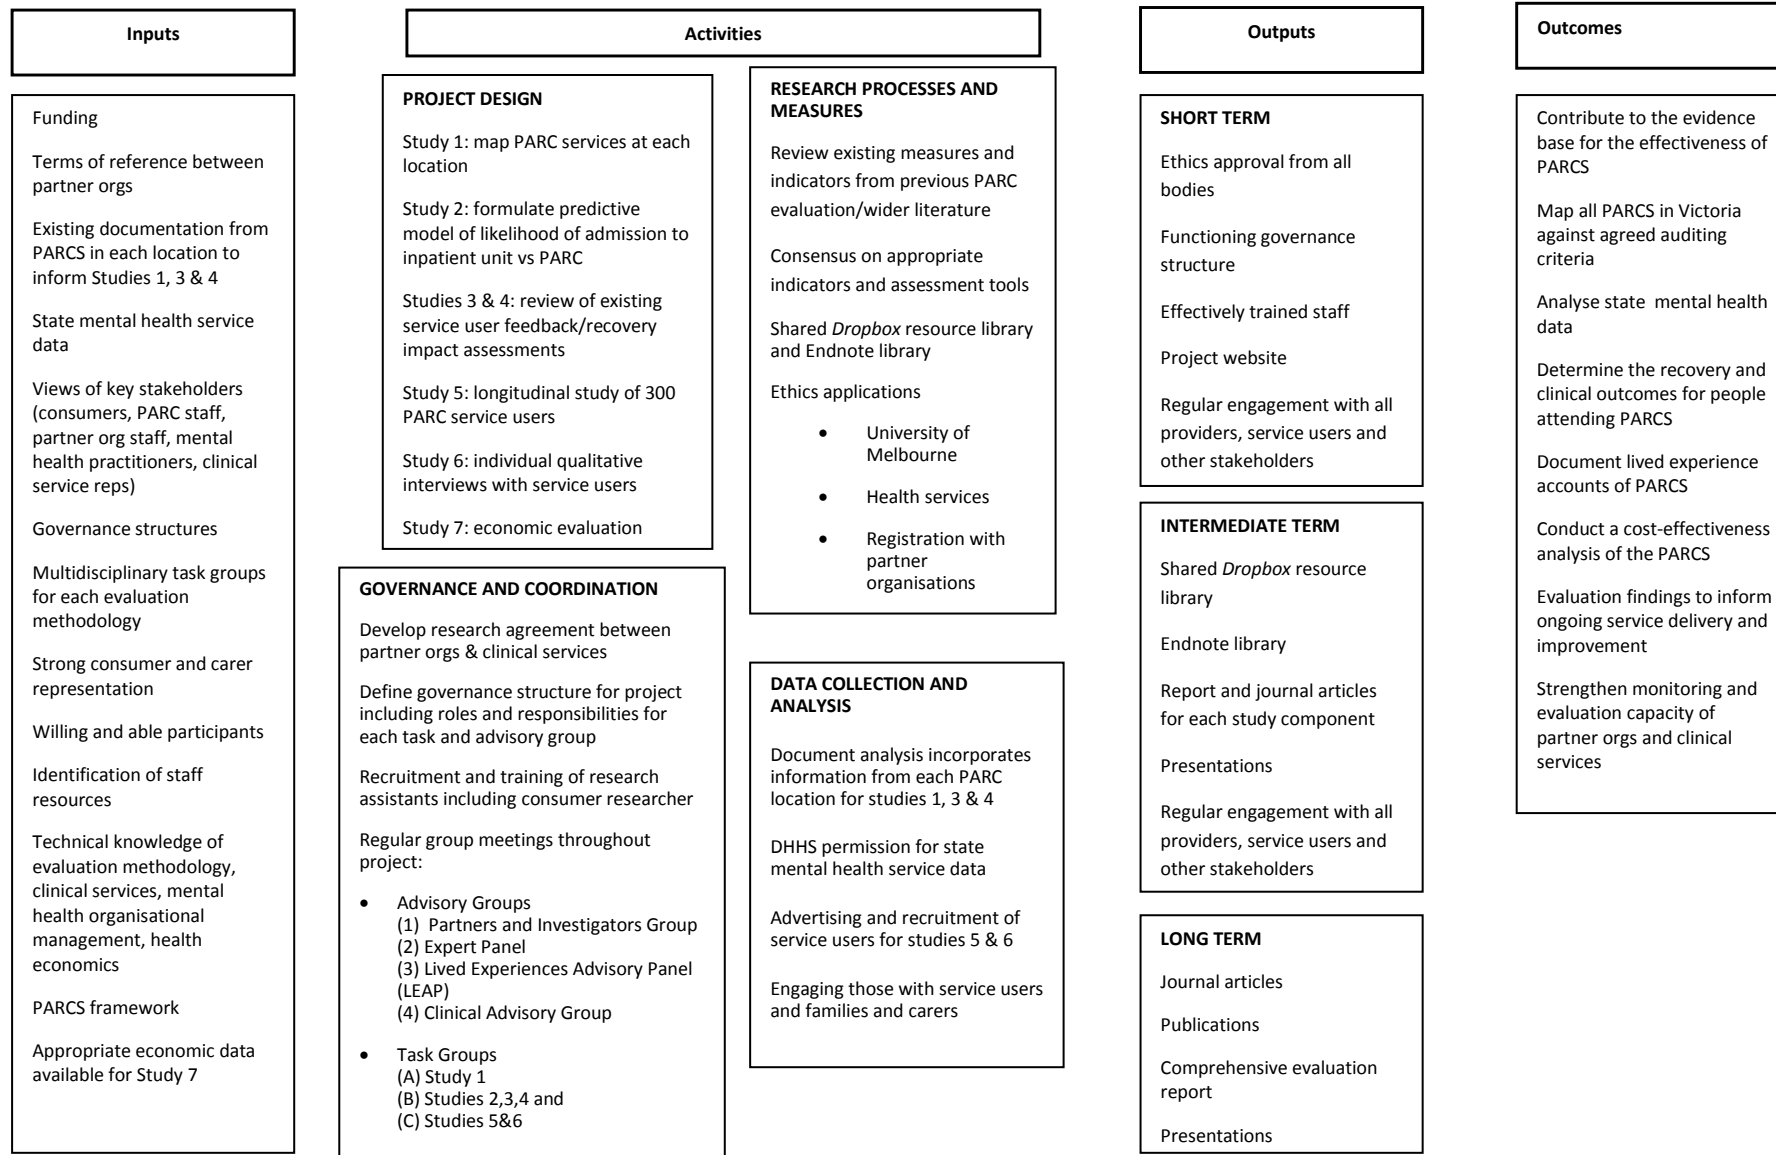 Inputs
Funding
Terms of reference between
partner orgs
Existing documentation from
PARCS in each location to
inform Studies 1, 3 & 4
State mental health service
data
Views of key stakeholders
(consumers, PARC staff,
partner org staff, mental
health practitioners, clinical
service reps)
Governance structures
Multidisciplinary task groups
for each evaluation
methodology
Strong consumer and carer
representation
Willing and able participants
Identification of staff
resources
Technical knowledge of
evaluation methodology,
clinical services, mental
health organisational
management, health
economics
PARCS framework
Appropriate economic data
available for Study 7
Activities
PROJECT DESIGN
Study 1: map PARC services at each
location
Study 2: formulate predictive
model of likelihood of admission to
inpatient unit vs PARC
Studies 3 & 4: review of existing
service user feedback/recovery
impact assessments
Study 5: longitudinal study of 300
PARC service users
Study 6: individual qualitative
interviews with service users
Study 7: economic evaluation
GOVERNANCE AND COORDINATION
Develop research agreement between
partner orgs & clinical services
Define governance structure for project
including roles and responsibilities for
each task and advisory group
Recruitment and training of research
assistants including consumer researcher
Regular group meetings throughout
project:
• Advisory Groups
(1) Partners and Investigators Group
(2) Expert Panel
(3) Lived Experiences Advisory Panel
(LEAP)
(4) Clinical Advisory Group
• Task Groups
(A) Study 1
(B) Studies 2,3,4 and
(C) Studies 5&6
RESEARCH PROCESSES AND
MEASURES
Review existing measures and
indicators from previous PARC
evaluation/wider literature
Consensus on appropriate
indicators and assessment tools
Shared Dropbox resource library
and Endnote library
Ethics applications
• University of
Melbourne
• Health services
• Registration with
partner
organisations
DATA COLLECTION AND
ANALYSIS
Document analysis incorporates
information from each PARC
location for studies 1, 3 & 4
DHHS permission for state
mental health service data
Advertising and recruitment of
service users for studies 5 & 6
Engaging those with service users
and families and carers
Outputs
SHORT TERM
Ethics approval from all
bodies
Functioning governance
structure
Effectively trained staff
Project website
Regular engagement with all
providers, service users and
other stakeholders
INTERMEDIATE TERM
Shared Dropbox resource
library
Endnote library
Report and journal articles
for each study component
Presentations
Regular engagement with all
providers, service users and
other stakeholders
LONG TERM
Journal articles
Publications
Comprehensive evaluation
report
Presentations
Outcomes
Contribute to the evidence
base for the effectiveness of
PARCS
Map all PARCS in Victoria
against agreed auditing
criteria
Analyse state mental health
data
Determine the recovery and
clinical outcomes for people
attending PARCS
Document lived experience
accounts of PARCS
Conduct a cost-effectiveness
analysis of the PARCS
Evaluation findings to inform
ongoing service delivery and
improvement
Strengthen monitoring and
evaluation capacity of
partner orgs and clinical
services